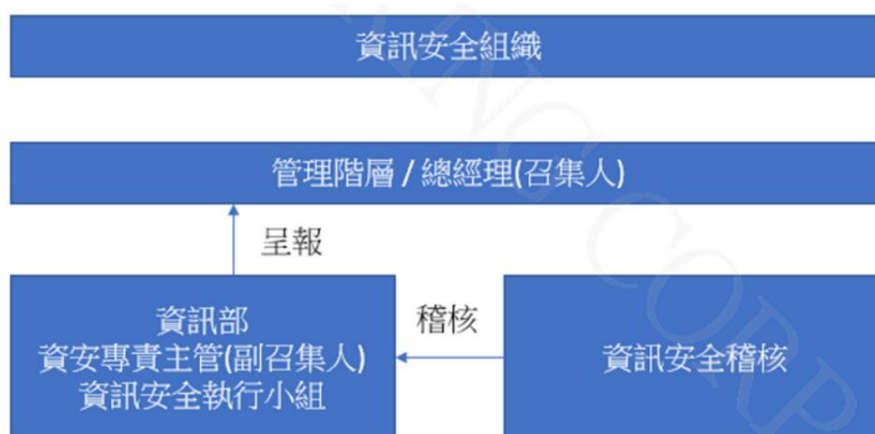 資訊安全組織
管理階層 / 總經理(召集人)
呈報
資訊部
資安專責主管(副召集人)
資訊安全執行小組
稽核
資訊安全稽核